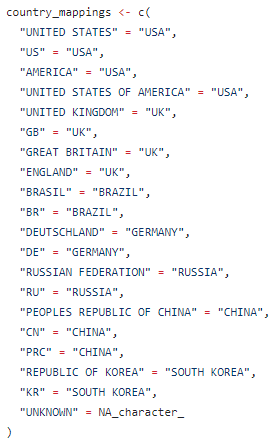 country_mappings <- c(
  "UNITED STATES" = "USA",
  "US" = "USA",
  "AMERICA" = "USA",
  "UNITED STATES OF AMERICA" = "USA",
  "UNITED KINGDOM" = "UK",
  "GB" = "UK",
  "GREAT BRITAIN" = "UK",
  "ENGLAND" = "UK",
  "BRASIL" = "BRAZIL",
  "BR" = "BRAZIL",
  "DEUTSCHLAND" = "GERMANY",
  "DE" = "GERMANY",
  "RUSSIAN FEDERATION" = "RUSSIA",
  "RU" = "RUSSIA",
  "PEOPLES REPUBLIC OF CHINA" = "CHINA",
  "CN" = "CHINA",
  "PRC" = "CHINA",
  "REPUBLIC OF KOREA" = "SOUTH KOREA",
  "KR" = "SOUTH KOREA",
  "UNKNOWN" = NA_character_
)